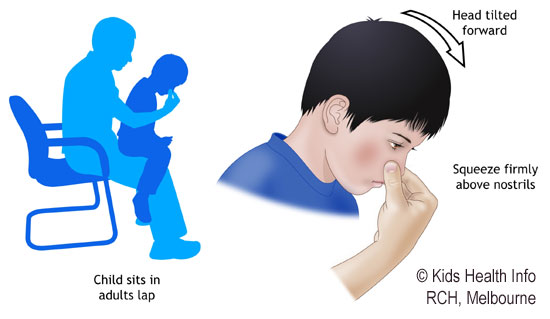 Head tilted
forward
Squeeze firmly
above nostrils
Child sits in
adults lap
© Kids Health Info
RCH, Melbourne